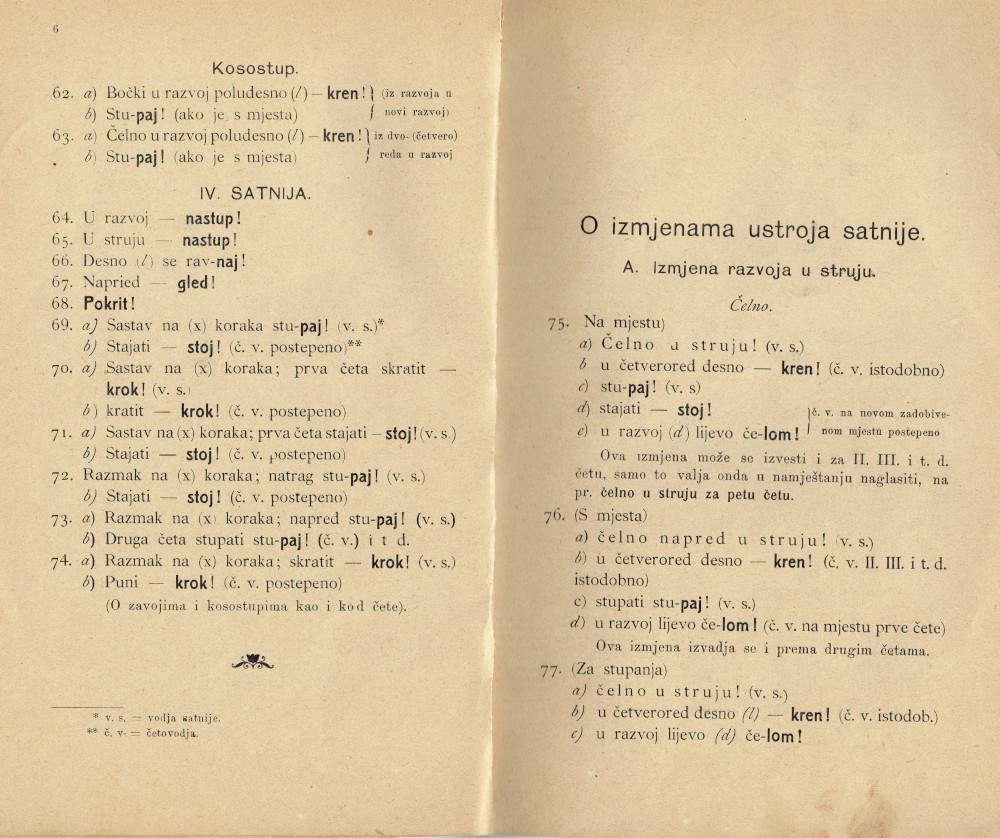 6
Kosostup.
62. a) Bočki u razvoj poludesno (l) — kren! } (iz razvoja u
b) Stu-paj! (ako je s mjesta) } novi razvoj)
63. a) Čelno u razvoj poludesno (l) — kren! } iz dvo- (četvero)
b) Stu-paj! (ako je s mjesta) } reda u razvoj
IV. SATNIJA.
64. U razvoj — nastup!
65. U struju — nastup!
66. Desno (l) se rav-naj!
67. Napried — gled!
68. Pokrit!
69. a) Sastav na (x) koraka stu-paj! (v. s.)*
b) Stajati — stoj! (č. v. postepeno)**
70. a) Sastav na (x) koraka; prva četa skratit —
krok! (v. s.)
b) kratit — krok! (č. v. postepeno)
71. a) Sastav na (x) koraka; prva četa stajati – stoj! (v. s.)
b) Stajati — stoj! (č. v. postepeno)
72. Razmak na (x) koraka; natrag stu-paj! (v. s.)
b) Stajati — stoj! (č. v. postepeno)
73. a) Razmak na (x) koraka; napred stu-paj! (v. s.)
b) Druga četa stupati stu-paj! (č. v.) i t d.
74. a) Razmak na (x) koraka; skratit — krok! (v. s.)
b) Puni — krok! (č. v. postepeno)
(O zavojima i kosostupima kao i kod čete).
* v. s, = vodja satnije.
** č. v. = četovodja.
O izmjenama ustroja satnije.
A. Izmjena razvoja u struju.
Čelno.
75. Na mjestu)
a) Čelno u struju! (v. s.)
b u četverored desno — kren! (č. v. istodobno)
c) stu-paj! (v. s)
d) stajati — stoj! } č. v. na novom zadobive-
e) u razvoj (d) lijevo če-lom! } nom mjestu postepeno
Ova izmjena može se izvesti i za II. III. i t. d.
četu, samo to valja onda u namještanju naglasiti, na
pr. čelno u struju za petu četu.
76. (S mjesta)
a) čelno napred u struju! (v. s.)
b) u četverored desno — kren! (č. v. II. III. i t. d.
istodobno)
c) stupati stu-paj! (v. s.)
d) u razvoj lijevo če-lom! (č. v. na mjestu prve čete)
Ova izmjena izvadja se i prema drugim četama.
77. (Za stupanja)
a) čelno u struju! (v. s.)
b) u četverored desno (l) — kren! (č. v. istodob.)
c) u razvoj lijevo (d) če-lom!